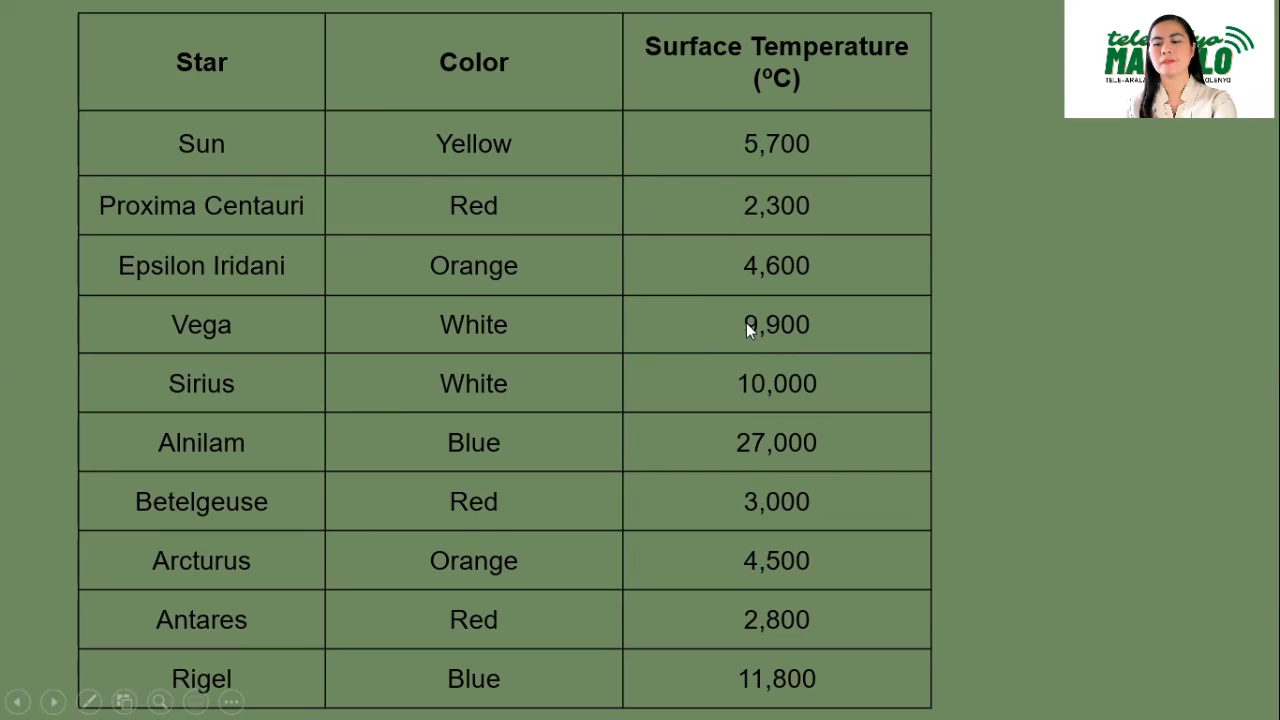 Star Color Surface Temperature
(ºC)
Sun Yellow 5,700
Proxima Centauri Red 2,300
Epsilon Iridani Orange 4,600
Vega White 9,900
Sirius White 10,000
Alnilam Blue 27,000
Betelgeuse Red 3,000
Arcturus Orange 4,500
Antares Red 2,800
Rigel Blue 11,800